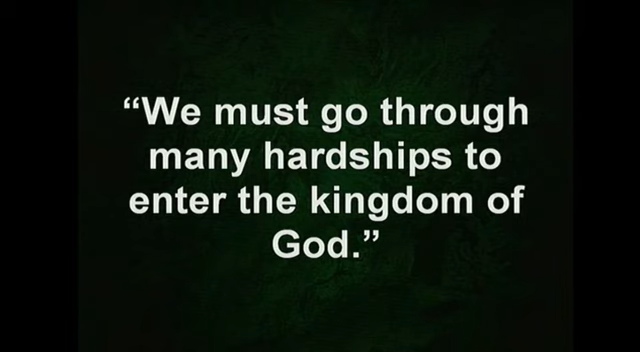 “We must go through
many hardships to
enter the kingdom of
God.”